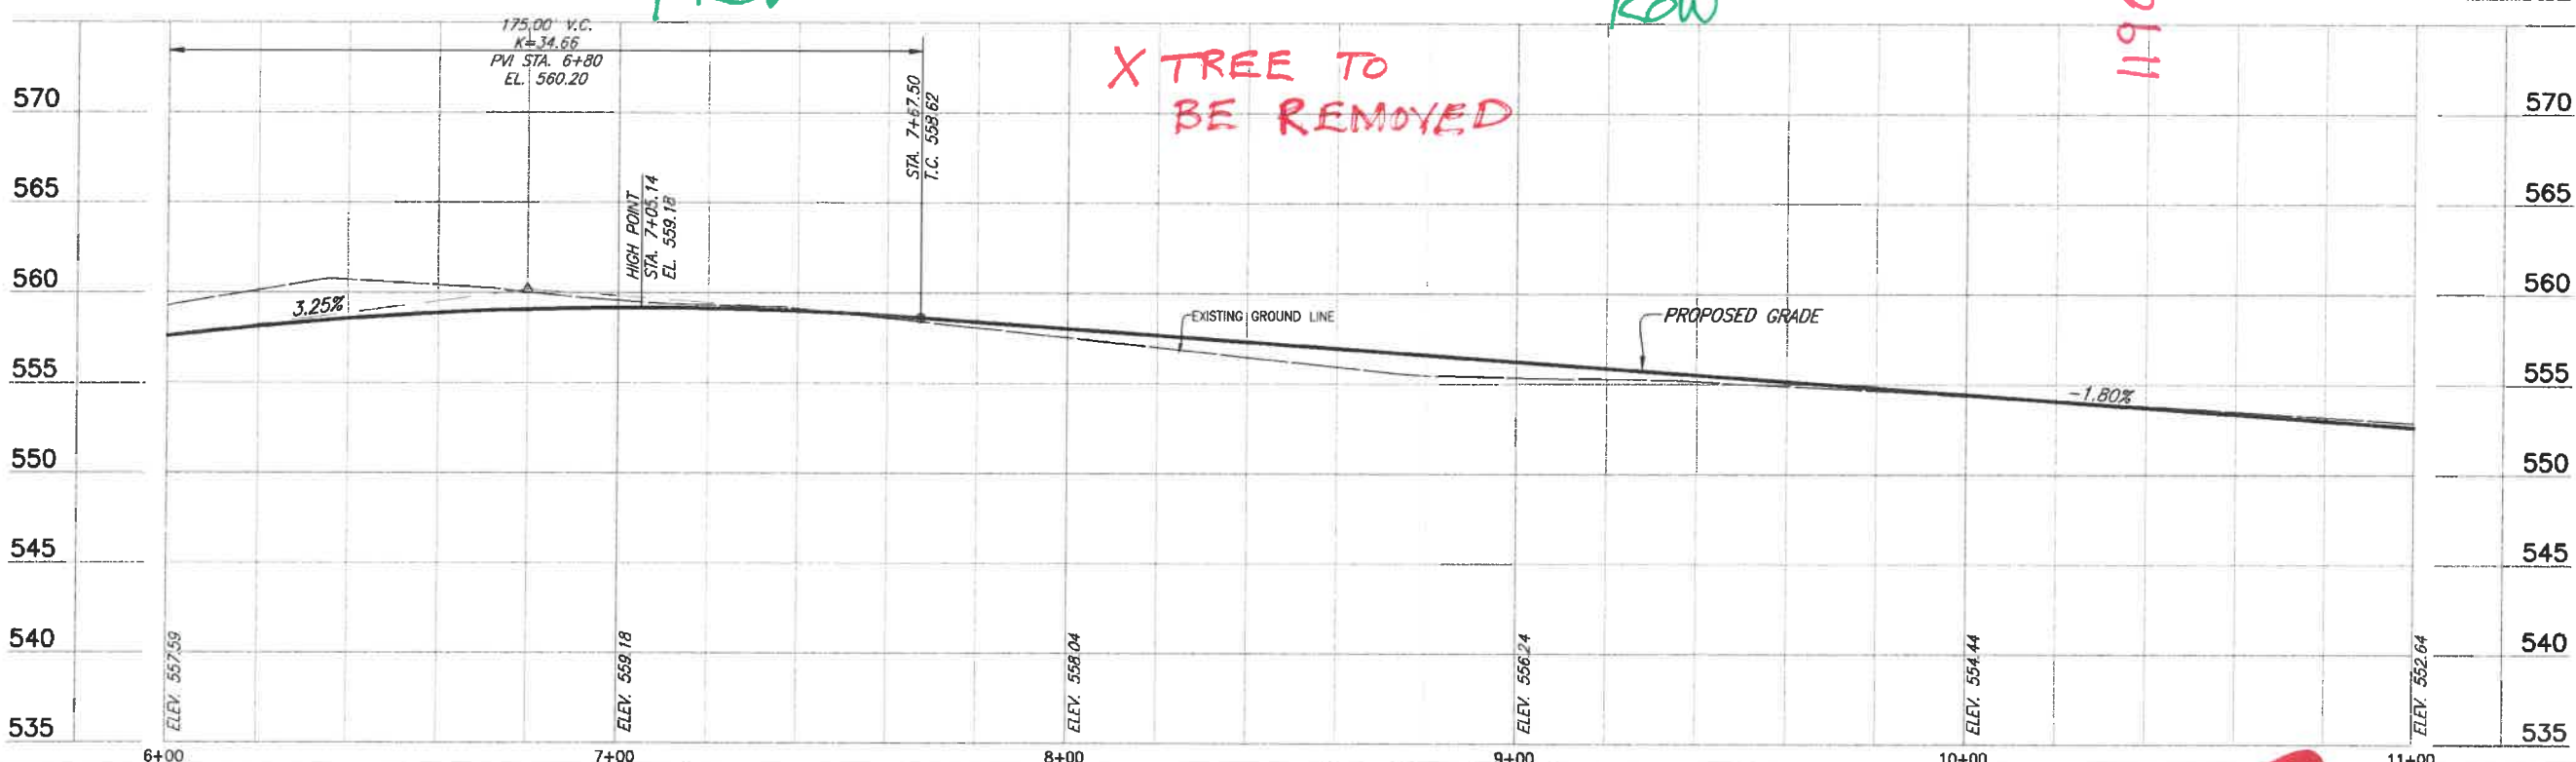 ROW
175.00' V.C.
K=34.66
PVI STA. 6+80
EL. 560.20
X TREE TO
BE REMOVED
STA. 7+67.50
T.C. 558.62
HIGH POINT
STA. 7+05.14
EL. 559.18
570
570
565
565
560
560
3.25%
EXISTING GROUND LINE
PROPOSED GRADE
555
555
-1.80%
550
550
545
545
540
540
ELEV. 557.59
ELEV. 559.18
ELEV. 558.04
ELEV. 556.24
ELEV. 554.44
ELEV. 552.64
535
535
6+00
7+00
8+00
9+00
10+00
11+00